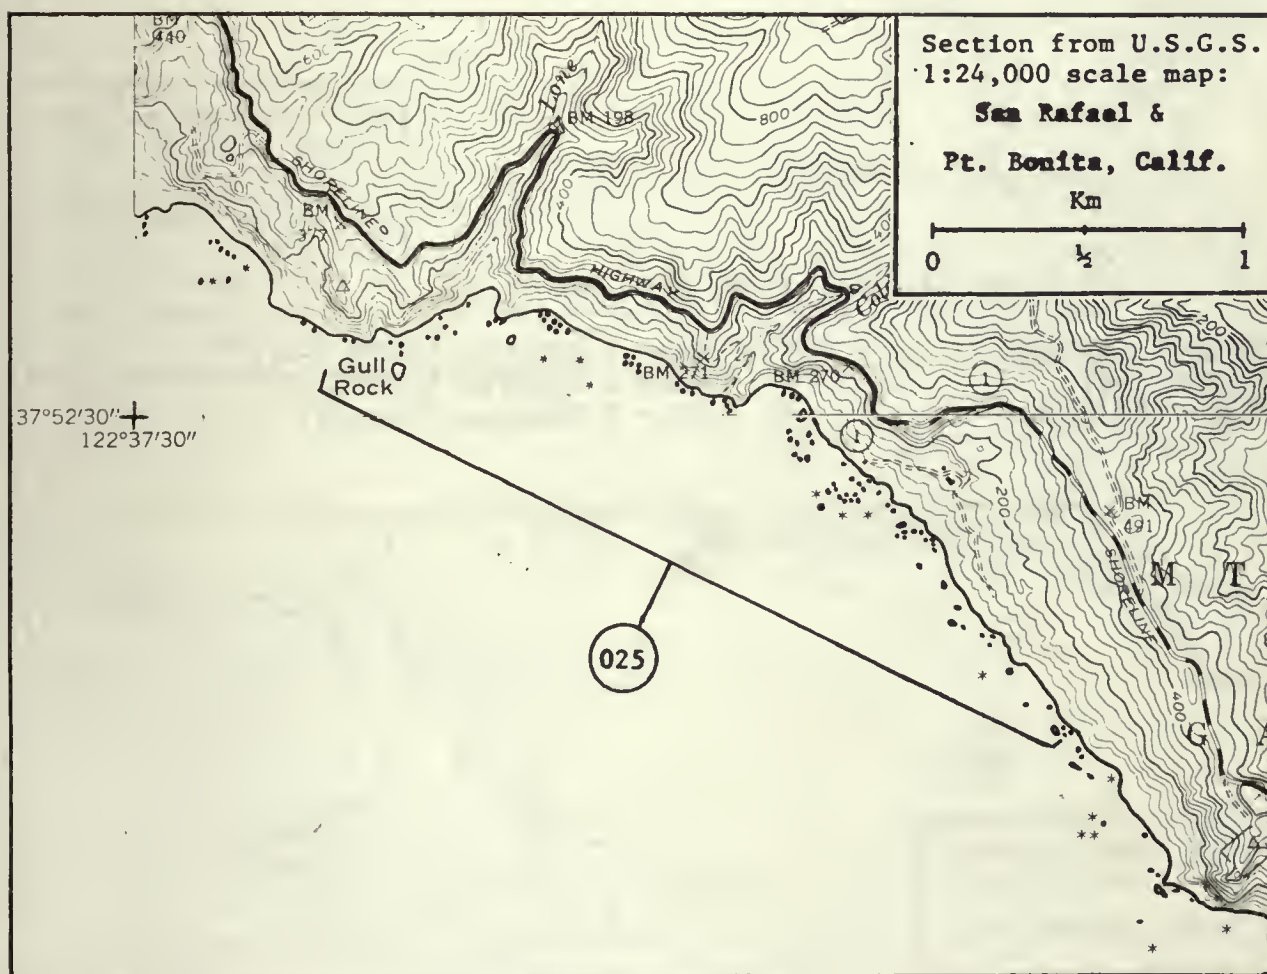 Section from U.S.G.S.
1:24,000 scale map:
San Rafael &
Pt. Bonita, Calif.
Km
0 ½ 1
BM
440
600
Lone
BM 198
800
SHORELINE
BM
377
400
400
HIGHWAY
Gull
Rock
BM 271
BM 270
1
37°52'30"
122°37'30"
1
200
BM
491
SHORELINE
M T
025
400
G A